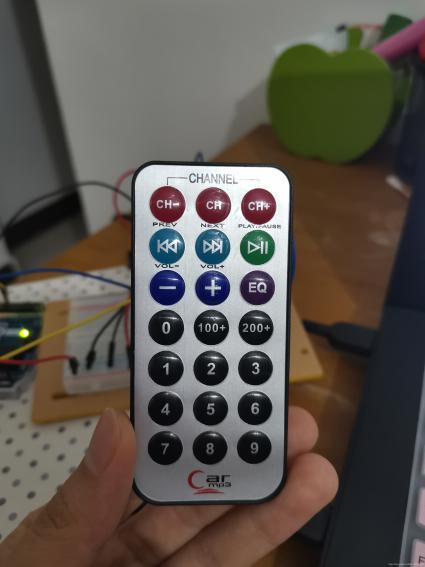 CHANNEL
CH- CH CH+
PREV NEXT PLAY/PAUSE
VOL- VOL+
EQ
0 100+ 200+
1 2 3
4 5 6
7 8 9
Car
mp3